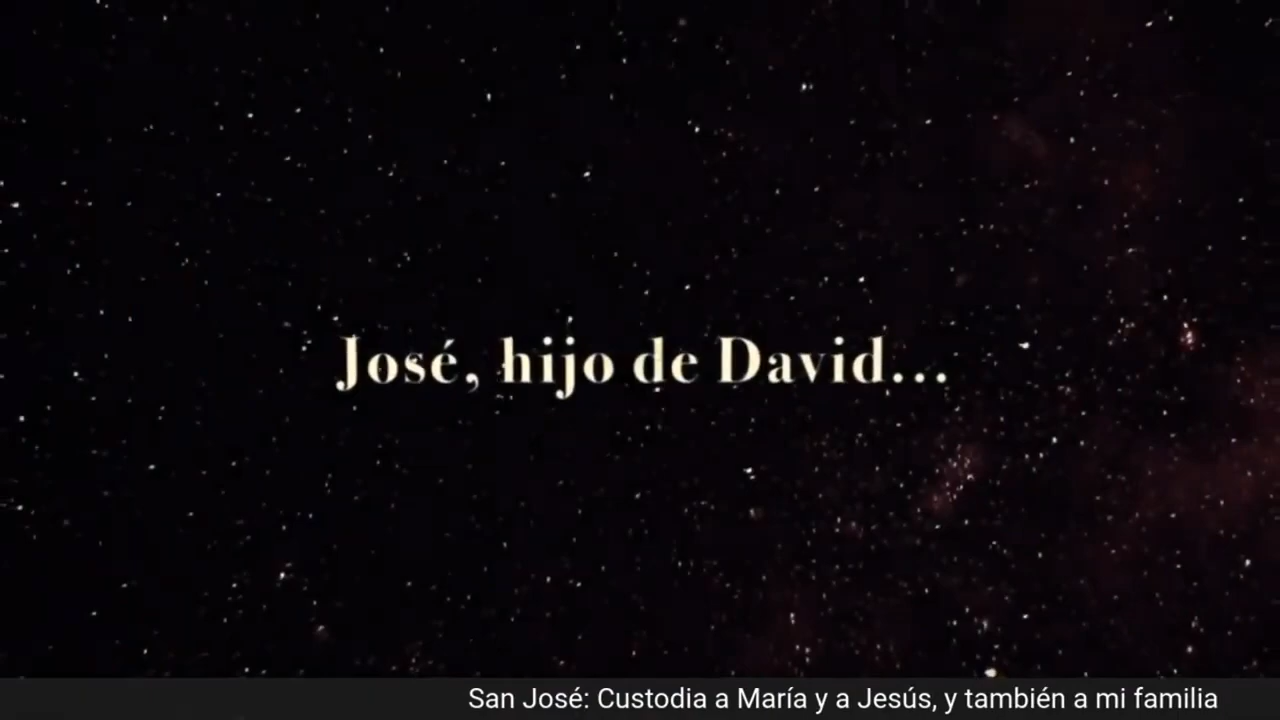 José, hijo de David...
San José: Custodia a María y a Jesús, y también a mi familia